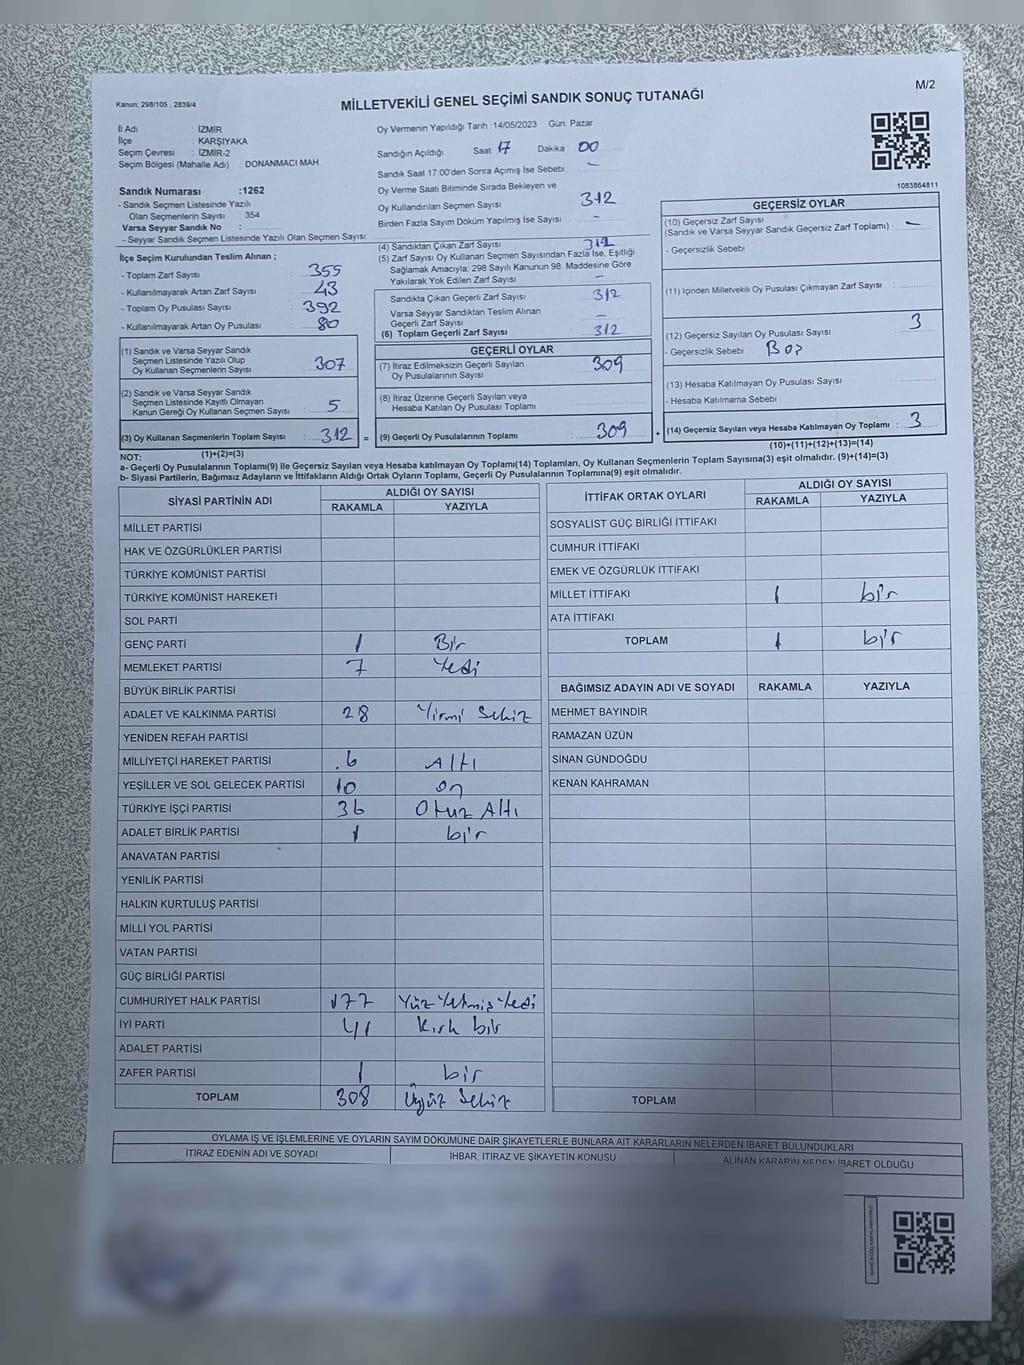 Kanun: 298/105 , 2839/4
M/2
MİLLETVEKİLİ GENEL SEÇİMİ SANDIK SONUÇ TUTANAĞI
İl Adı : İZMİR
İlçe : KARŞIYAKA
Seçim Çevresi : İZMİR-2
Seçim Bölgesi (Mahalle Adı) : DONANMACI MAH.
Sandık Numarası :1262
- Sandık Seçmen Listesinde Yazılı
Olan Seçmenlerin Sayısı : 354
Varsa Seyyar Sandık No :
- Seyyar Sandık Seçmen Listesinde Yazılı Olan Seçmen Sayısı
İlçe Seçim Kurulundan Teslim Alınan ;
- Toplam Zarf Sayısı : 355
- Kullanılmayarak Artan Zarf Sayısı : 43
- Toplam Oy Pusulası Sayısı : 392
- Kullanılmayarak Artan Oy Pusulası : 80
(1) Sandık ve Varsa Seyyar Sandık
Seçmen Listesinde Yazılı Olup
Oy Kullanan Seçmenlerin Sayısı : 307
(2) Sandık ve Varsa Seyyar Sandık
Seçmen Listesinde Kayıtlı Olmayan
Kanun Gereği Oy Kullanan Seçmen Sayısı : 5
(3) Oy Kullanan Seçmenlerin Toplam Sayısı : 312 =
(1)+(2)=(3)
Oy Vermenin Yapıldığı Tarih : 14/05/2023 Gün: Pazar
Sandığın Açıldığı Saat 17 Dakika : 00
Sandık Saat 17:00'den Sonra Açımış İse Sebebi : -
Oy Verme Saati Bitiminde Sırada Bekleyen ve
Oy Kullandırılan Seçmen Sayısı : 312
Birden Fazla Sayım Döküm Yapılmış İse Sayısı : -
(4) Sandıktan Çıkan Zarf Sayısı : 312
(5) Zarf Sayısı Oy Kullanan Seçmen Sayısından Fazla İse, Eşitliği
Sağlamak Amacıyla; 298 Sayılı Kanunun 98. Maddesine Göre
Yakılarak Yok Edilen Zarf Sayısı : -
Sandıkta Çıkan Geçerli Zarf Sayısı : 312
Varsa Seyyar Sandıktan Teslim Alınan
Geçerli Zarf Sayısı : -
(6) Toplam Geçerli Zarf Sayısı : 312
GEÇERLİ OYLAR
(7) İtiraz Edilmeksizin Geçerli Sayılan
Oy Pusulalarının Sayısı : 309
(8) İtiraz Üzerine Geçerli Sayılan veya
Hesaba Katılan Oy Pusulası Toplamı
(9) Geçerli Oy Pusulalarının Toplamı : 309 +
1083864811
GEÇERSİZ OYLAR
(10) Geçersiz Zarf Sayısı
(Sandık ve Varsa Seyyar Sandık Geçersiz Zarf Toplamı) : -
- Geçersizlik Sebebi :
(11) İçinden Milletvekili Oy Pusulası Çıkmayan Zarf Sayısı :
(12) Geçersiz Sayılan Oy Pusulası Sayısı : 3
- Geçersizlik Sebebi : Boş
(13) Hesaba Katılmayan Oy Pusulası Sayısı :
- Hesaba Katılmama Sebebi :
(14) Geçersiz Sayılan veya Hesaba Katılmayan Oy Toplamı : 3
(10)+(11)+(12)+(13)=(14)
NOT:
a- Geçerli Oy Pusulalarının Toplamı(9) ile Geçersiz Sayılan veya Hesaba katılmayan Oy Toplamı(14) Toplamları, Oy Kullanan Seçmenlerin Toplam Sayısına(3) eşit olmalıdır. (9)+(14)=(3)
b- Siyasi Partilerin, Bağımsız Adayların ve İttifakların Aldığı Ortak Oyların Toplamı, Geçerli Oy Pusulalarının Toplamına(9) eşit olmalıdır.
SİYASİ PARTİNİN ADI ALDIĞI OY SAYISI
RAKAMLA YAZIYLA
MİLLET PARTİSİ
HAK VE ÖZGÜRLÜKLER PARTİSİ
TÜRKİYE KOMÜNİST PARTİSİ
TÜRKİYE KOMÜNİST HAREKETİ
SOL PARTİ
GENÇ PARTİ 1 Bir
MEMLEKET PARTİSİ 7 Yedi
BÜYÜK BİRLİK PARTİSİ
ADALET VE KALKINMA PARTİSİ 28 Yirmi Sekiz
YENİDEN REFAH PARTİSİ
MİLLİYETÇİ HAREKET PARTİSİ .6 Altı
YEŞİLLER VE SOL GELECEK PARTİSİ 10 On
TÜRKİYE İŞÇİ PARTİSİ 36 Otuz Altı
ADALET BİRLİK PARTİSİ 1 bir
ANAVATAN PARTİSİ
YENİLİK PARTİSİ
HALKIN KURTULUŞ PARTİSİ
MİLLİ YOL PARTİSİ
VATAN PARTİSİ
GÜÇ BİRLİĞİ PARTİSİ
CUMHURİYET HALK PARTİSİ 177 Yüz Yetmiş Yedi
İYİ PARTİ 41 Kırk bir
ADALET PARTİSİ
ZAFER PARTİSİ 1 bir
TOPLAM 308 Üçyüz Sekiz
İTTİFAK ORTAK OYLARI ALDIĞI OY SAYISI
RAKAMLA YAZIYLA
SOSYALİST GÜÇ BİRLİĞİ İTTİFAKI
CUMHUR İTTİFAKI
EMEK VE ÖZGÜRLÜK İTTİFAKI
MİLLET İTTİFAKI 1 bir
ATA İTTİFAKI
TOPLAM 1 bir
BAĞIMSIZ ADAYIN ADI VE SOYADI RAKAMLA YAZIYLA
MEHMET BAYINDIR
RAMAZAN ÜZÜN
SİNAN GÜNDOĞDU
KENAN KAHRAMAN
TOPLAM
OYLAMA İŞ VE İŞLEMLERİNE VE OYLARIN SAYIM DÖKÜMÜNE DAİR ŞİKAYETLERLE BUNLARA AİT KARARLARIN NELERDEN İBARET BULUNDUKLARI
İTİRAZ EDENİN ADI VE SOYADI İHBAR, İTİRAZ VE ŞİKAYETİN KONUSU ALINAN KARARIN NEDEN İBARET OLDUĞU